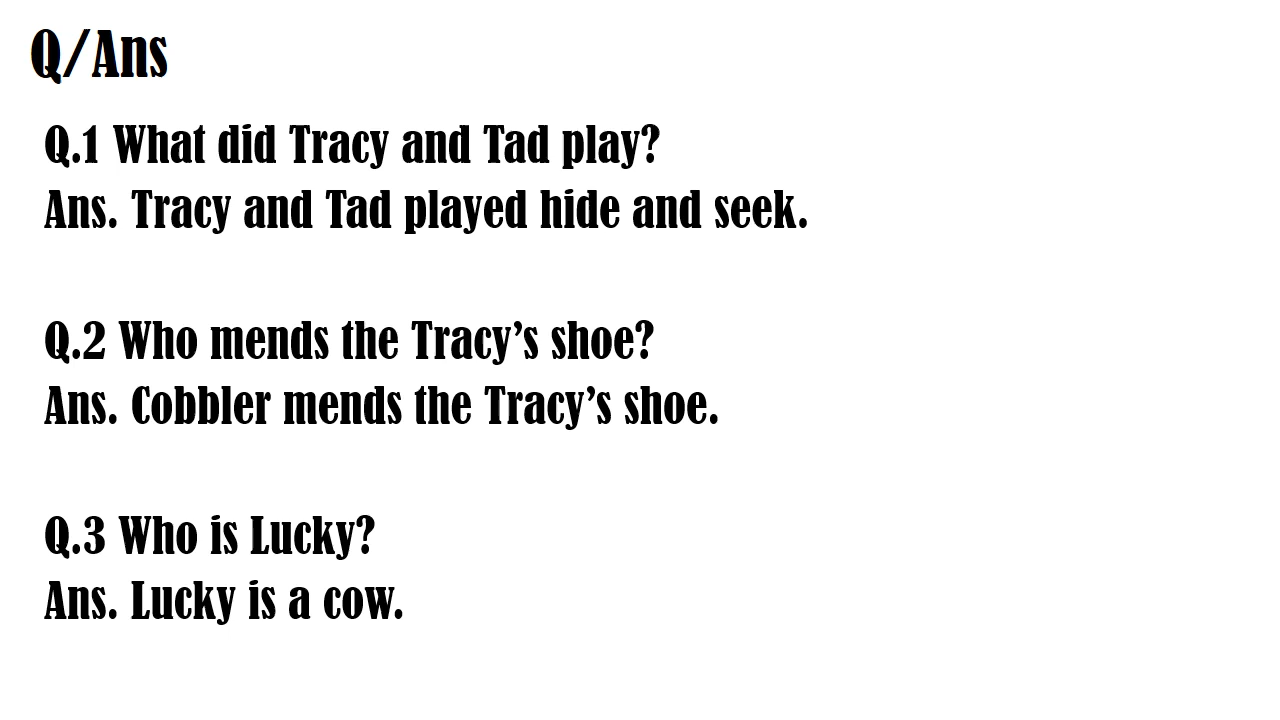 Q/Ans
Q.1 What did Tracy and Tad play?
Ans. Tracy and Tad played hide and seek.
Q.2 Who mends the Tracy’s shoe?
Ans. Cobbler mends the Tracy’s shoe.
Q.3 Who is Lucky?
Ans. Lucky is a cow.